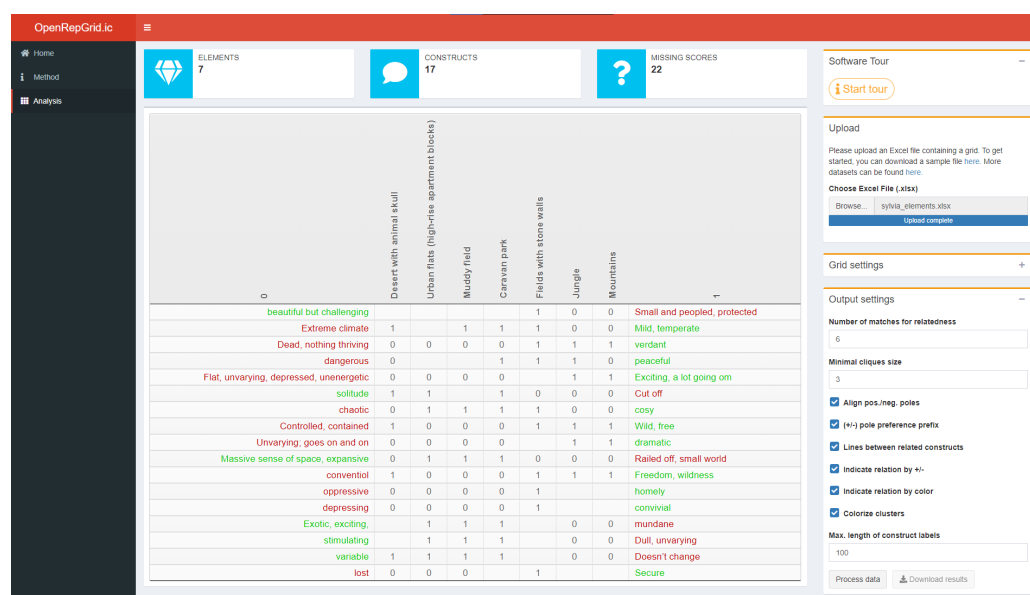 OpenRepGrid.ic
Home
Method
Analysis
ELEMENTS
7
CONSTRUCTS
17
MISSING SCORES
22
0
Desert with animal skull
Urban flats (high-rise apartment blocks)
Muddy field
Caravan park
Fields with stone walls
Jungle
Mountains
1
beautiful but challenging 1 0 0 Small and peopled, protected
Extreme climate 1 1 1 1 0 0 Mild, temperate
Dead, nothing thriving 0 0 0 0 1 1 1 verdant
dangerous 0 1 1 1 0 peaceful
Flat, unvarying, depressed, unenergetic 0 0 0 0 1 1 Exciting, a lot going om
solitude 1 1 1 0 0 0 Cut off
chaotic 0 1 1 1 1 0 0 cosy
Controlled, contained 1 0 0 0 1 1 1 Wild, free
Unvarying; goes on and on 0 0 0 0 1 1 dramatic
Massive sense of space, expansive 0 1 1 1 0 0 0 Railed off, small world
conventiol 1 0 0 0 1 1 1 Freedom, wildness
oppressive 0 0 0 0 1 homely
depressing 0 0 0 0 1 convivial
Exotic, exciting, 1 1 1 0 0 mundane
stimulating 1 1 1 0 0 Dull, unvarying
variable 1 1 1 1 0 0 Doesn't change
lost 0 0 0 1 Secure
Software Tour
Start tour
Upload
Please upload an Excel file containing a grid. To get
started, you can download a sample file here. More
datasets can be found here.
Choose Excel File (.xlsx)
Browse... sylvia_elements.xlsx
Upload complete
Grid settings
Output settings
Number of matches for relatedness
6
Minimal cliques size
3
Align pos./neg. poles
(+/-) pole preference prefix
Lines between related constructs
Indicate relation by +/-
Indicate relation by color
Colorize clusters
Max. length of construct labels
100
Process data
Download results